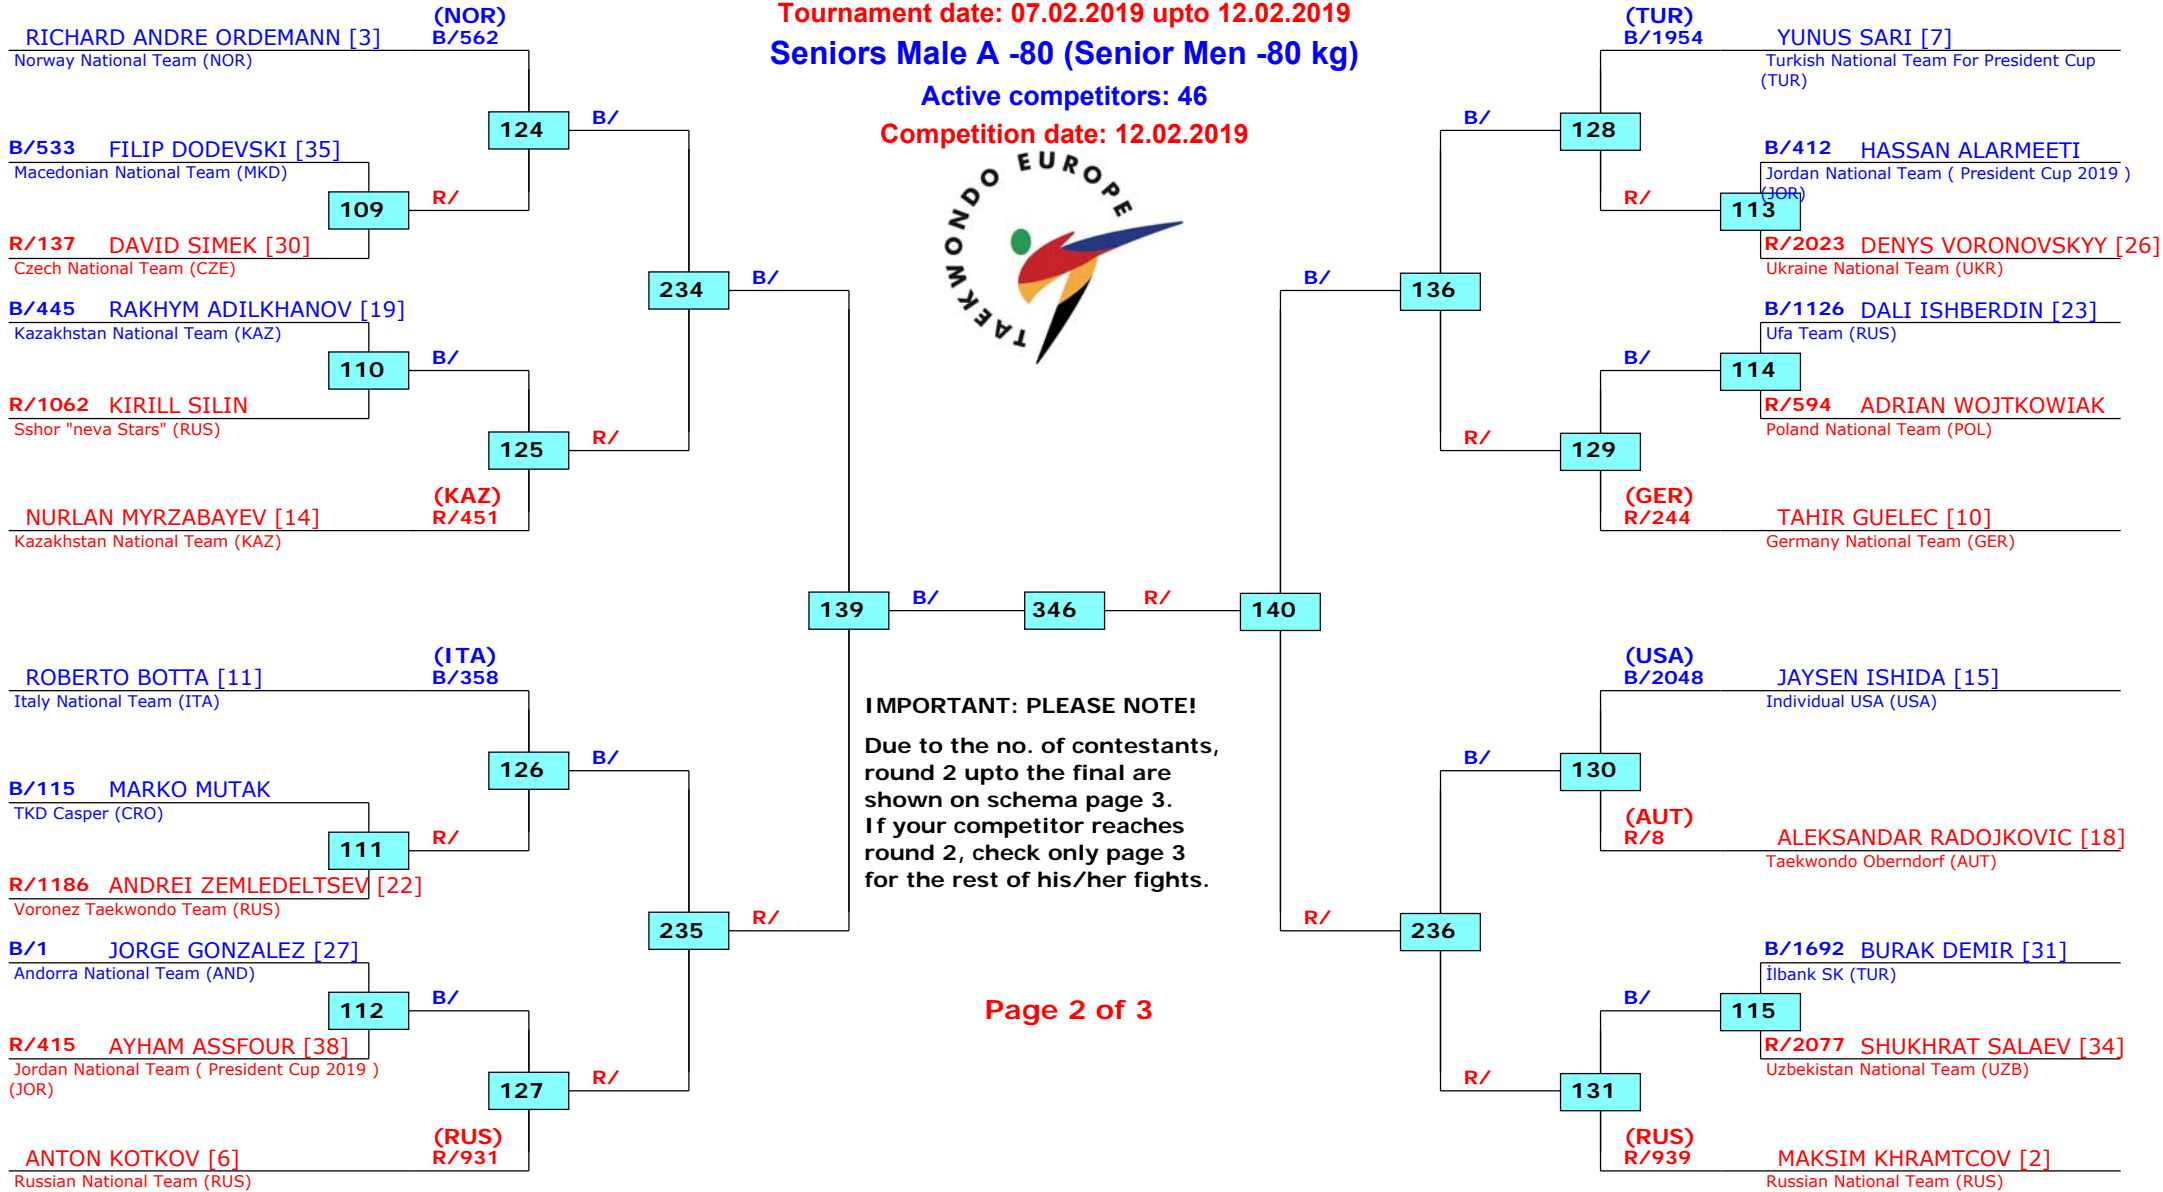 Tournament date: 07.02.2019 upto 12.02.2019
Seniors Male A -80 (Senior Men -80 kg)
Active competitors: 46
Competition date: 12.02.2019
TAEKWONDO EUROPE
(NOR)
RICHARD ANDRE ORDEMANN [3] B/562
Norway National Team (NOR)
124 B/
B/533 FILIP DODEVSKI [35]
Macedonian National Team (MKD)
109 R/
R/137 DAVID SIMEK [30]
Czech National Team (CZE)
234 B/
B/445 RAKHYM ADILKHANOV [19]
Kazakhstan National Team (KAZ)
110 B/
R/1062 KIRILL SILIN
Sshor "neva Stars" (RUS)
125 R/
(KAZ)
NURLAN MYRZABAYEV [14] R/451
Kazakhstan National Team (KAZ)
139 B/ 346 R/ 140
(ITA)
ROBERTO BOTTA [11] B/358
Italy National Team (ITA)
126 B/
B/115 MARKO MUTAK
TKD Casper (CRO)
111 R/
R/1186 ANDREI ZEMLEDELTSEV [22]
Voronez Taekwondo Team (RUS)
235 R/
B/1 JORGE GONZALEZ [27]
Andorra National Team (AND)
112 B/
R/415 AYHAM ASSFOUR [38]
Jordan National Team ( President Cup 2019 )
(JOR)
127 R/
(RUS)
ANTON KOTKOV [6] R/931
Russian National Team (RUS)
IMPORTANT: PLEASE NOTE!
Due to the no. of contestants,
round 2 upto the final are
shown on schema page 3.
If your competitor reaches
round 2, check only page 3
for the rest of his/her fights.
Page 2 of 3
(TUR)
B/1954 YUNUS SARI [7]
Turkish National Team For President Cup
(TUR)
B/ 128
B/412 HASSAN ALARMEETI
Jordan National Team ( President Cup 2019 )
(JOR)
R/ 113
R/2023 DENYS VORONOVSKYY [26]
Ukraine National Team (UKR)
B/ 136
B/1126 DALI ISHBERDIN [23]
Ufa Team (RUS)
B/ 114
R/594 ADRIAN WOJTKOWIAK
Poland National Team (POL)
R/ 129
(GER)
R/244 TAHIR GUELEC [10]
Germany National Team (GER)
(USA)
B/2048 JAYSEN ISHIDA [15]
Individual USA (USA)
B/ 130
(AUT)
R/8 ALEKSANDAR RADOJKOVIC [18]
Taekwondo Oberndorf (AUT)
R/ 236
B/1692 BURAK DEMIR [31]
İlbank SK (TUR)
B/ 115
R/2077 SHUKHRAT SALAEV [34]
Uzbekistan National Team (UZB)
R/ 131
(RUS)
R/939 MAKSIM KHRAMTCOV [2]
Russian National Team (RUS)